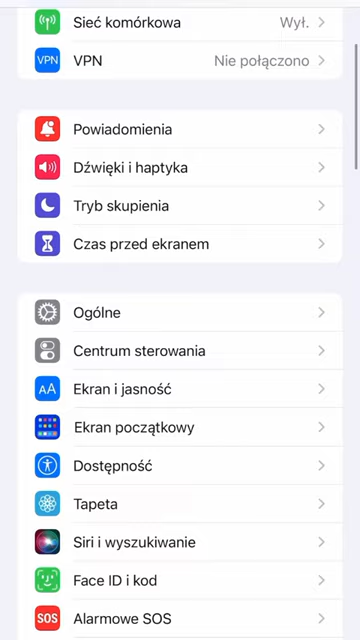 Sieć komórkowa Wył.
VPN VPN Nie połączono
Powiadomienia
Dźwięki i haptyka
Tryb skupienia
Czas przed ekranem
Ogólne
Centrum sterowania
AA Ekran i jasność
Ekran początkowy
Dostępność
Tapeta
Siri i wyszukiwanie
Face ID i kod
SOS Alarmowe SOS